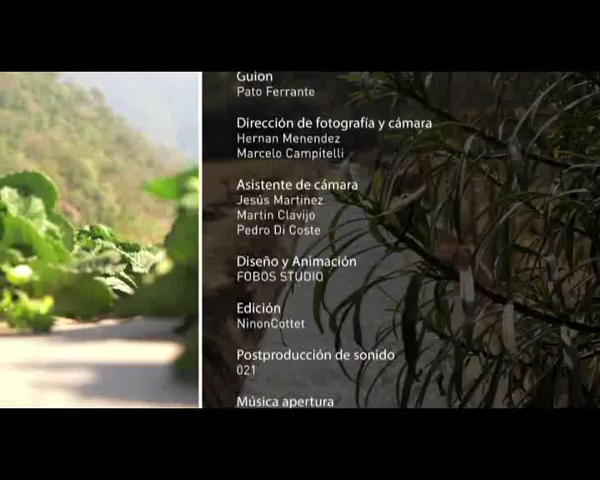 Guion
Pato Ferrante
Dirección de fotografía y cámara
Hernan Menendez
Marcelo Campitelli
Asistente de cámara
Jesús Martinez
Martin Clavijo
Pedro Di Coste
Diseño y Animación
FOBOS STUDIO
Edición
NinonCottet
Postproducción de sonido
021
Música apertura